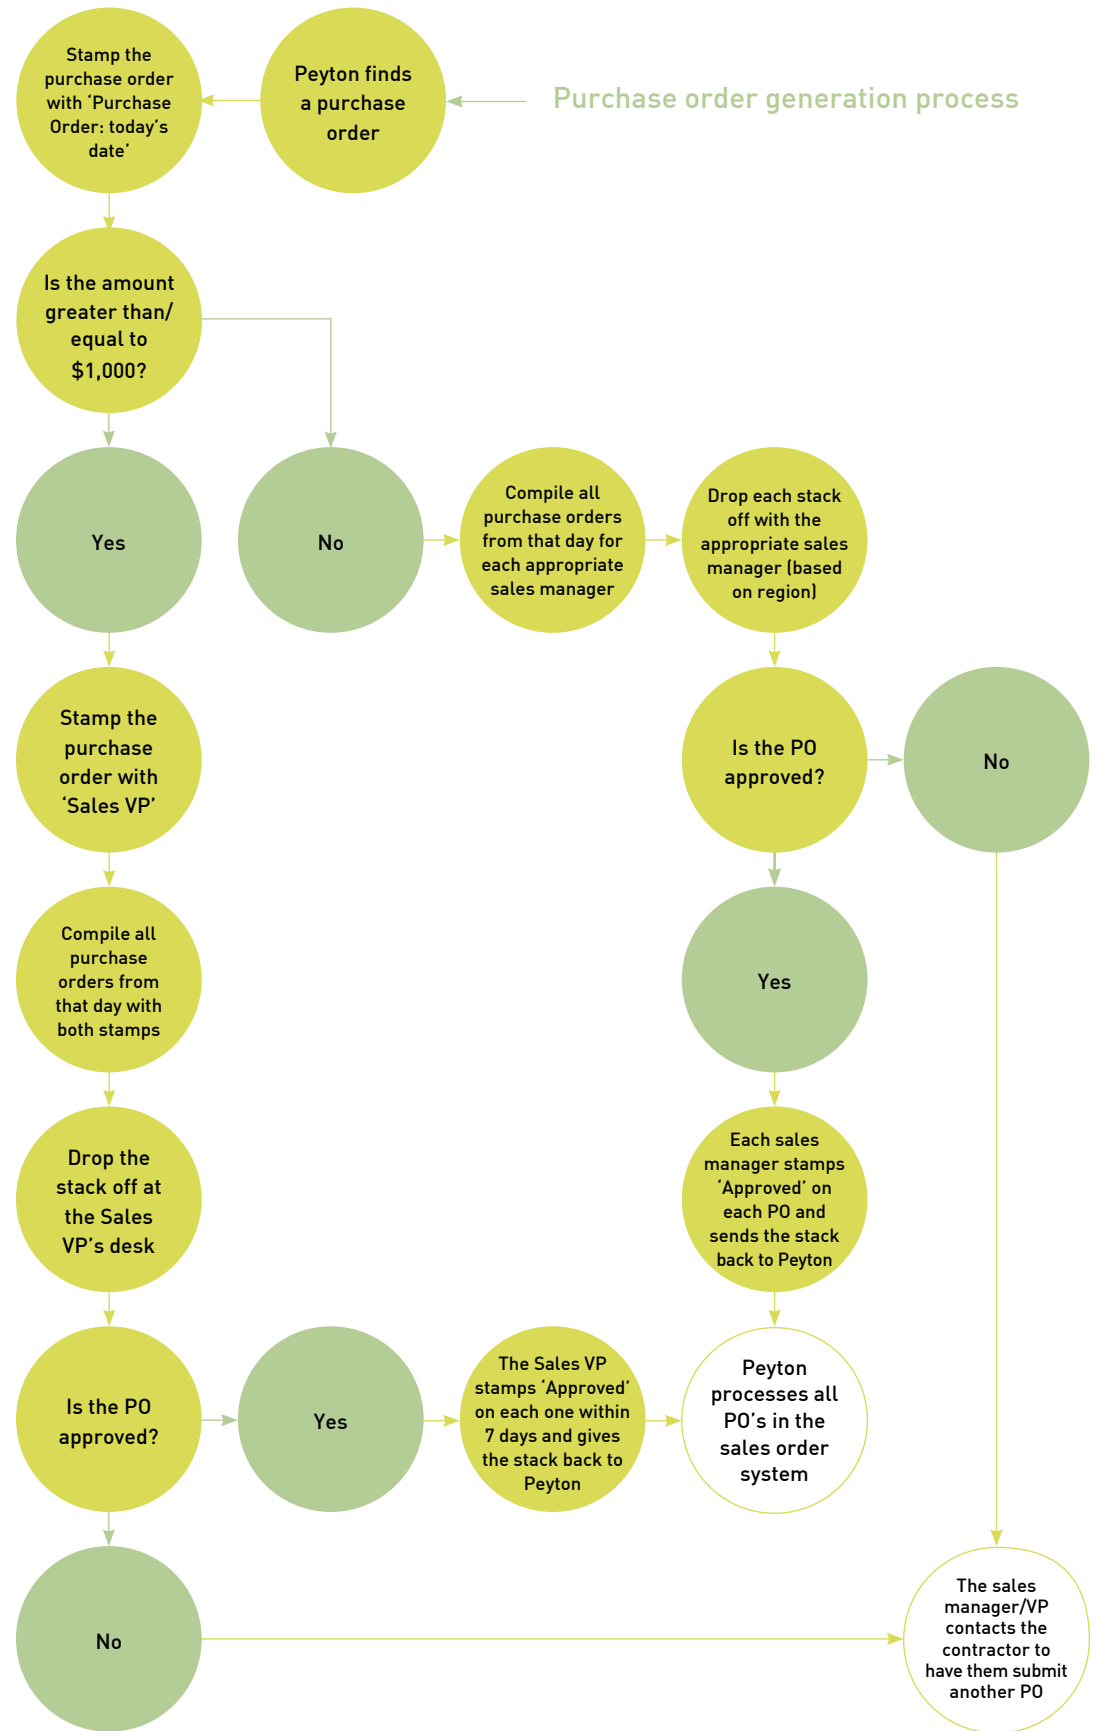 Purchase order generation process
Peyton finds
a purchase
order
Stamp the
purchase order
with ‘Purchase
Order: today’s
date’
Is the amount
greater than/
equal to
$1,000?
Yes
No
Compile all
purchase orders
from that day for
each appropriate
sales manager
Drop each stack
off with the
appropriate sales
manager (based
on region)
Stamp the
purchase
order with
‘Sales VP’
Is the PO
approved?
No
Compile all
purchase
orders from
that day with
both stamps
Yes
Drop the
stack off at
the Sales
VP’s desk
Each sales
manager stamps
‘Approved’ on
each PO and
sends the stack
back to Peyton
Is the PO
approved?
Yes
The Sales VP
stamps ‘Approved’
on each one within
7 days and gives
the stack back to
Peyton
Peyton
processes all
PO’s in the
sales order
system
No
The sales
manager/VP
contacts the
contractor to
have them submit
another PO